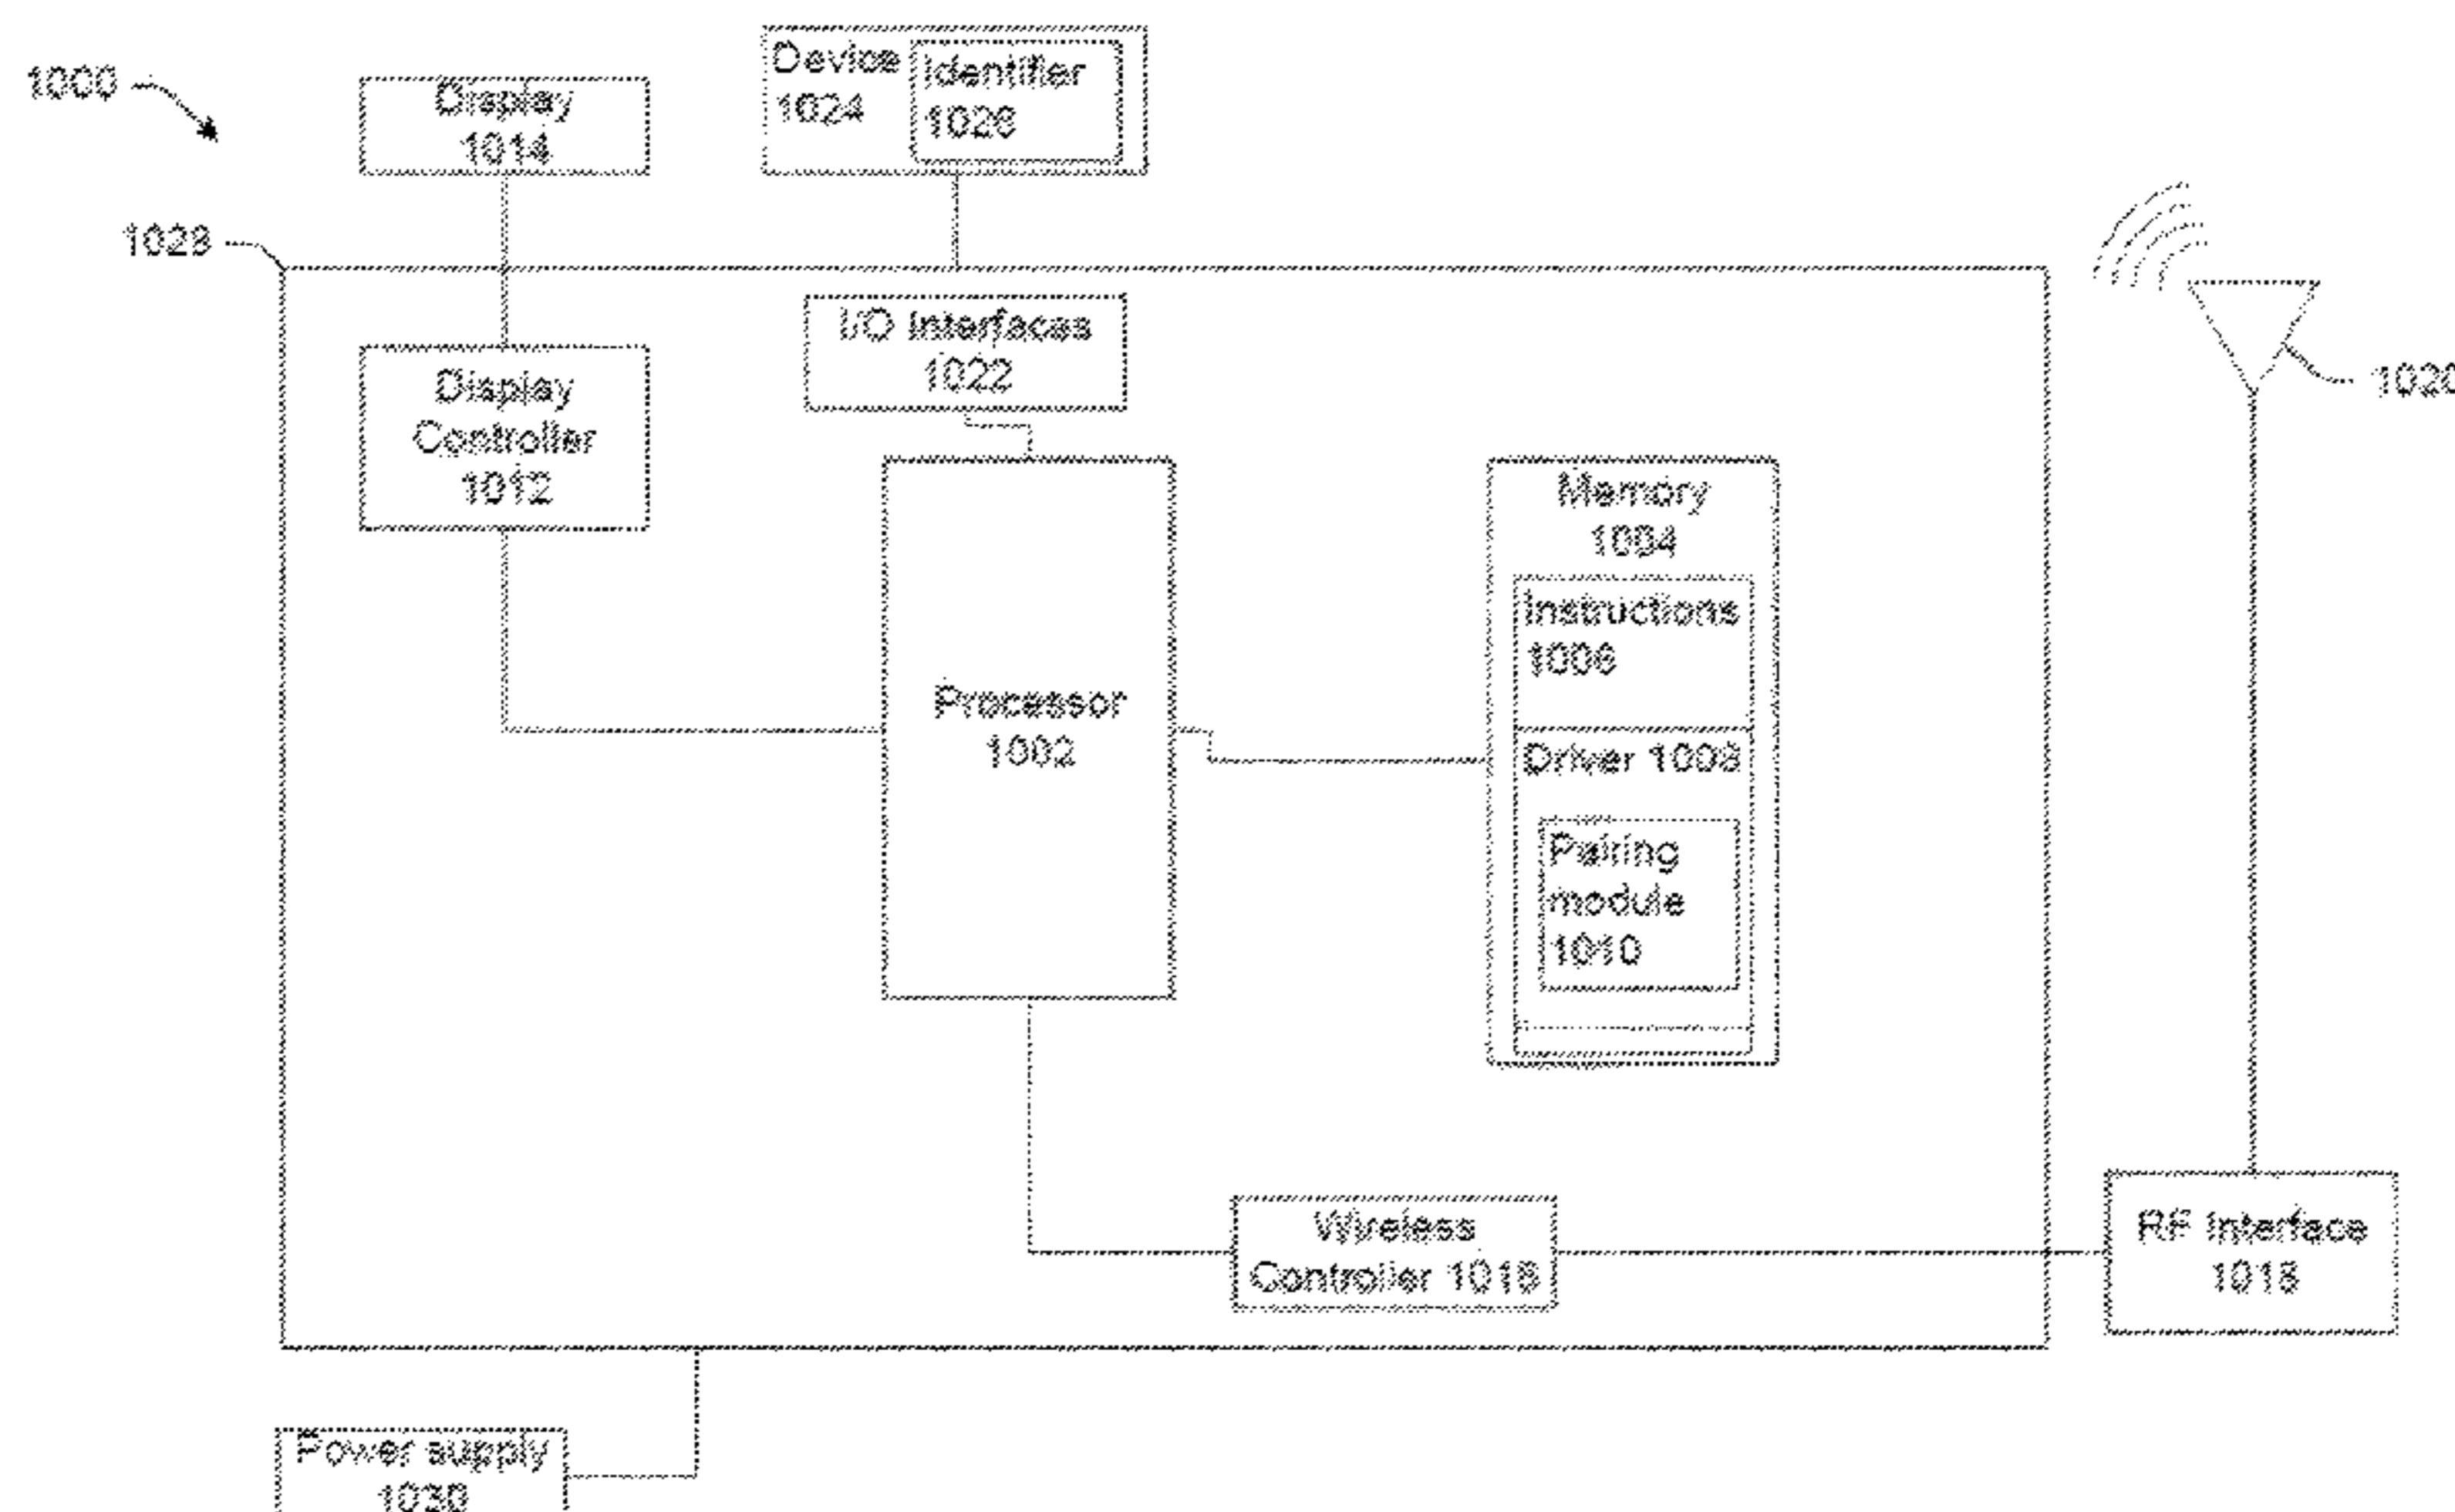 1000
Display
1014
Device
1024
Identifier
1026
1028
I/O Interfaces
1022
Display
Controller
1012
1020
Memory
1004
Instructions
1006
Processor
1002
Driver 1008
Pairing
module
1010
Wireless
Controller 1016
RF Interface
1018
Power supply
1030